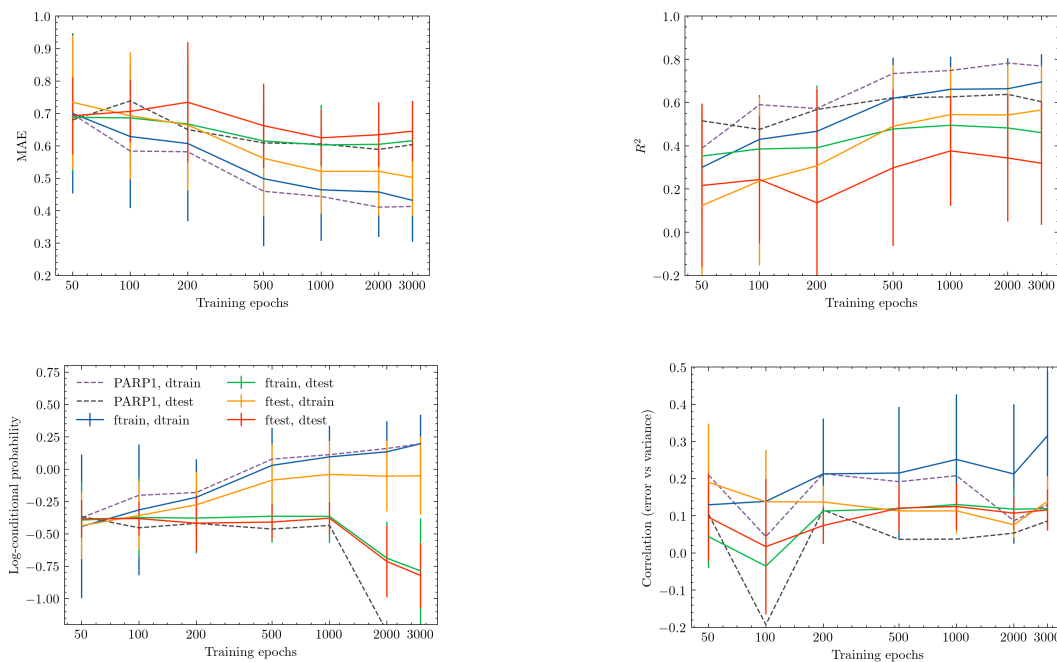 1.0
0.9
0.8
0.7
0.6
0.5
0.4
0.3
0.2
MAE
50 100 200 500 1000 2000 3000
Training epochs
1.0
0.8
0.6
0.4
0.2
0.0
−0.2
R²
50 100 200 500 1000 2000 3000
Training epochs
0.75
0.50
0.25
0.00
−0.25
−0.50
−0.75
−1.00
Log-conditional probability
PARP1, dtrain
PARP1, dtest
ftrain, dtrain
ftrain, dtest
ftest, dtrain
ftest, dtest
50 100 200 500 1000 2000 3000
Training epochs
0.5
0.4
0.3
0.2
0.1
0.0
−0.1
−0.2
Correlation (error vs variance)
50 100 200 500 1000 2000 3000
Training epochs